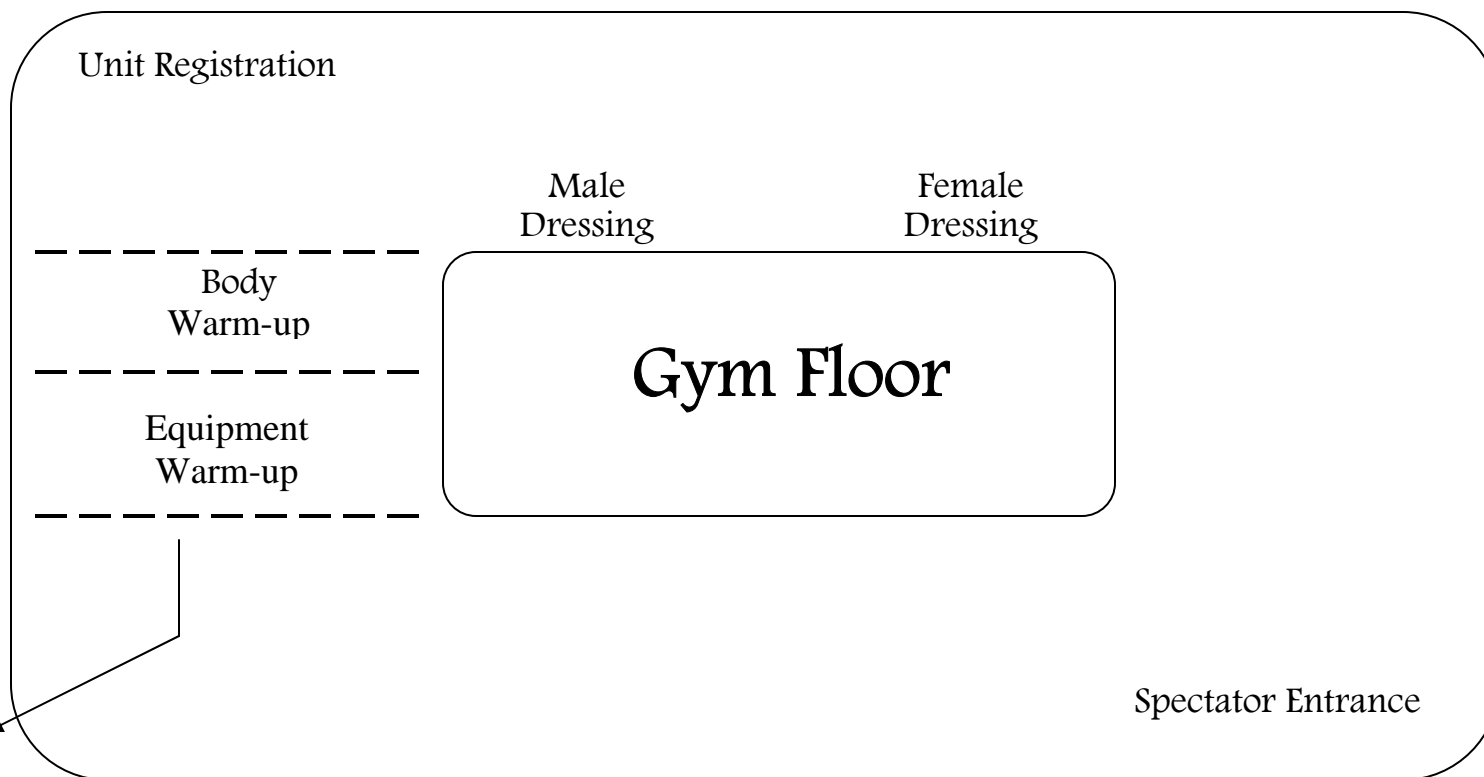 Unit Registration
Male
Dressing
Female
Dressing
Body
Warm-up
Gym Floor
Equipment
Warm-up
Spectator Entrance